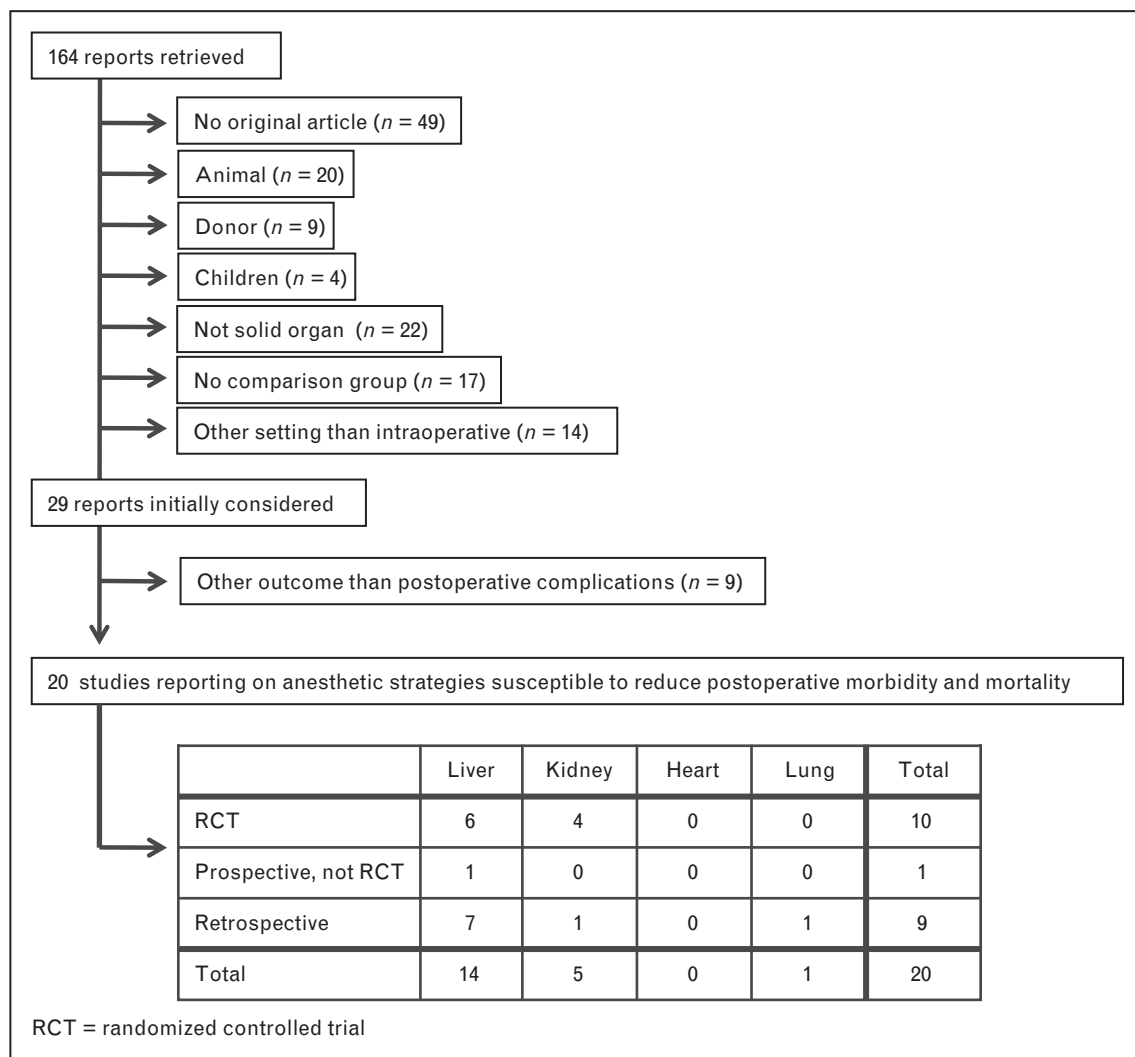 164 reports retrieved
No original article (n = 49)
Animal (n = 20)
Donor (n = 9)
Children (n = 4)
Not solid organ (n = 22)
No comparison group (n = 17)
Other setting than intraoperative (n = 14)
29 reports initially considered
Other outcome than postoperative complications (n = 9)
20 studies reporting on anesthetic strategies susceptible to reduce postoperative morbidity and mortality
Liver Kidney Heart Lung Total
RCT 6 4 0 0 10
Prospective, not RCT 1 0 0 0 1
Retrospective 7 1 0 1 9
Total 14 5 0 1 20
RCT = randomized controlled trial